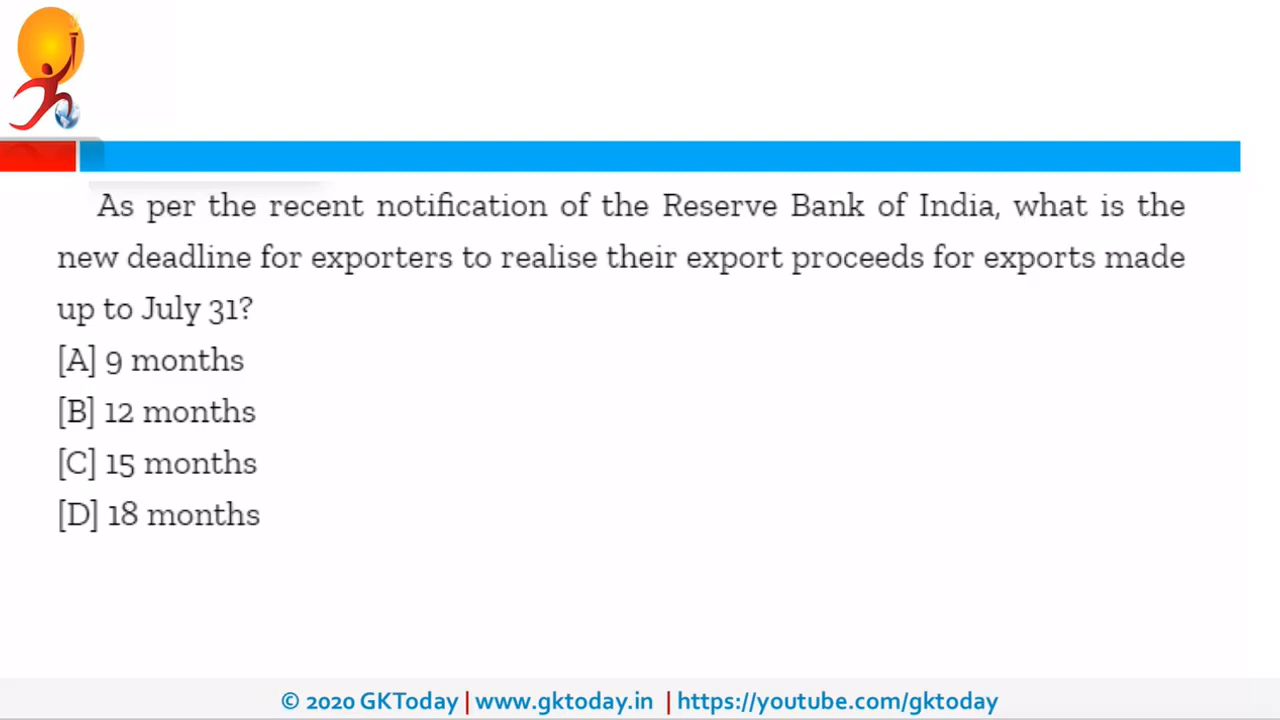 As per the recent notification of the Reserve Bank of India, what is the
new deadline for exporters to realise their export proceeds for exports made
up to July 31?
[A] 9 months
[B] 12 months
[C] 15 months
[D] 18 months
© 2020 GKToday | www.gktoday.in | https://youtube.com/gktoday